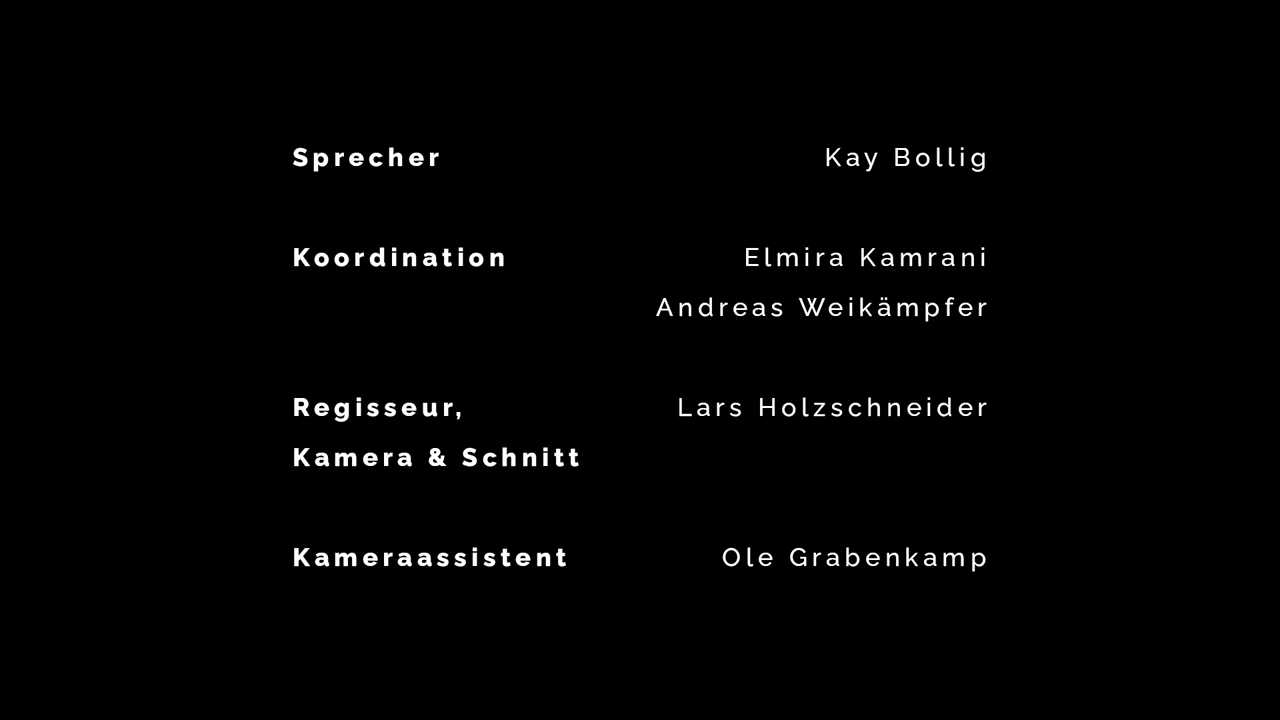 Sprecher Kay Bollig
Koordination Elmira Kamrani
Andreas Weikämpfer
Regisseur, Lars Holzschneider
Kamera & Schnitt
Kameraassistent Ole Grabenkamp